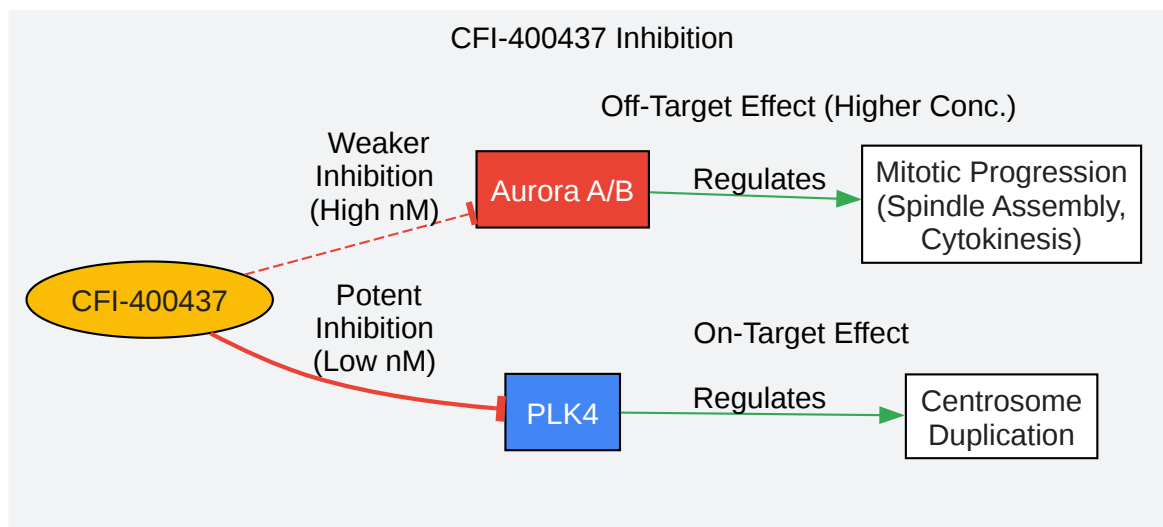 CFI-400437 Inhibition
Off-Target Effect (Higher Conc.)
Weaker
Inhibition
(High nM)
Aurora A/B
Regulates
Mitotic Progression
(Spindle Assembly,
Cytokinesis)
CFI-400437
Potent
Inhibition
(Low nM)
On-Target Effect
PLK4
Regulates
Centrosome
Duplication